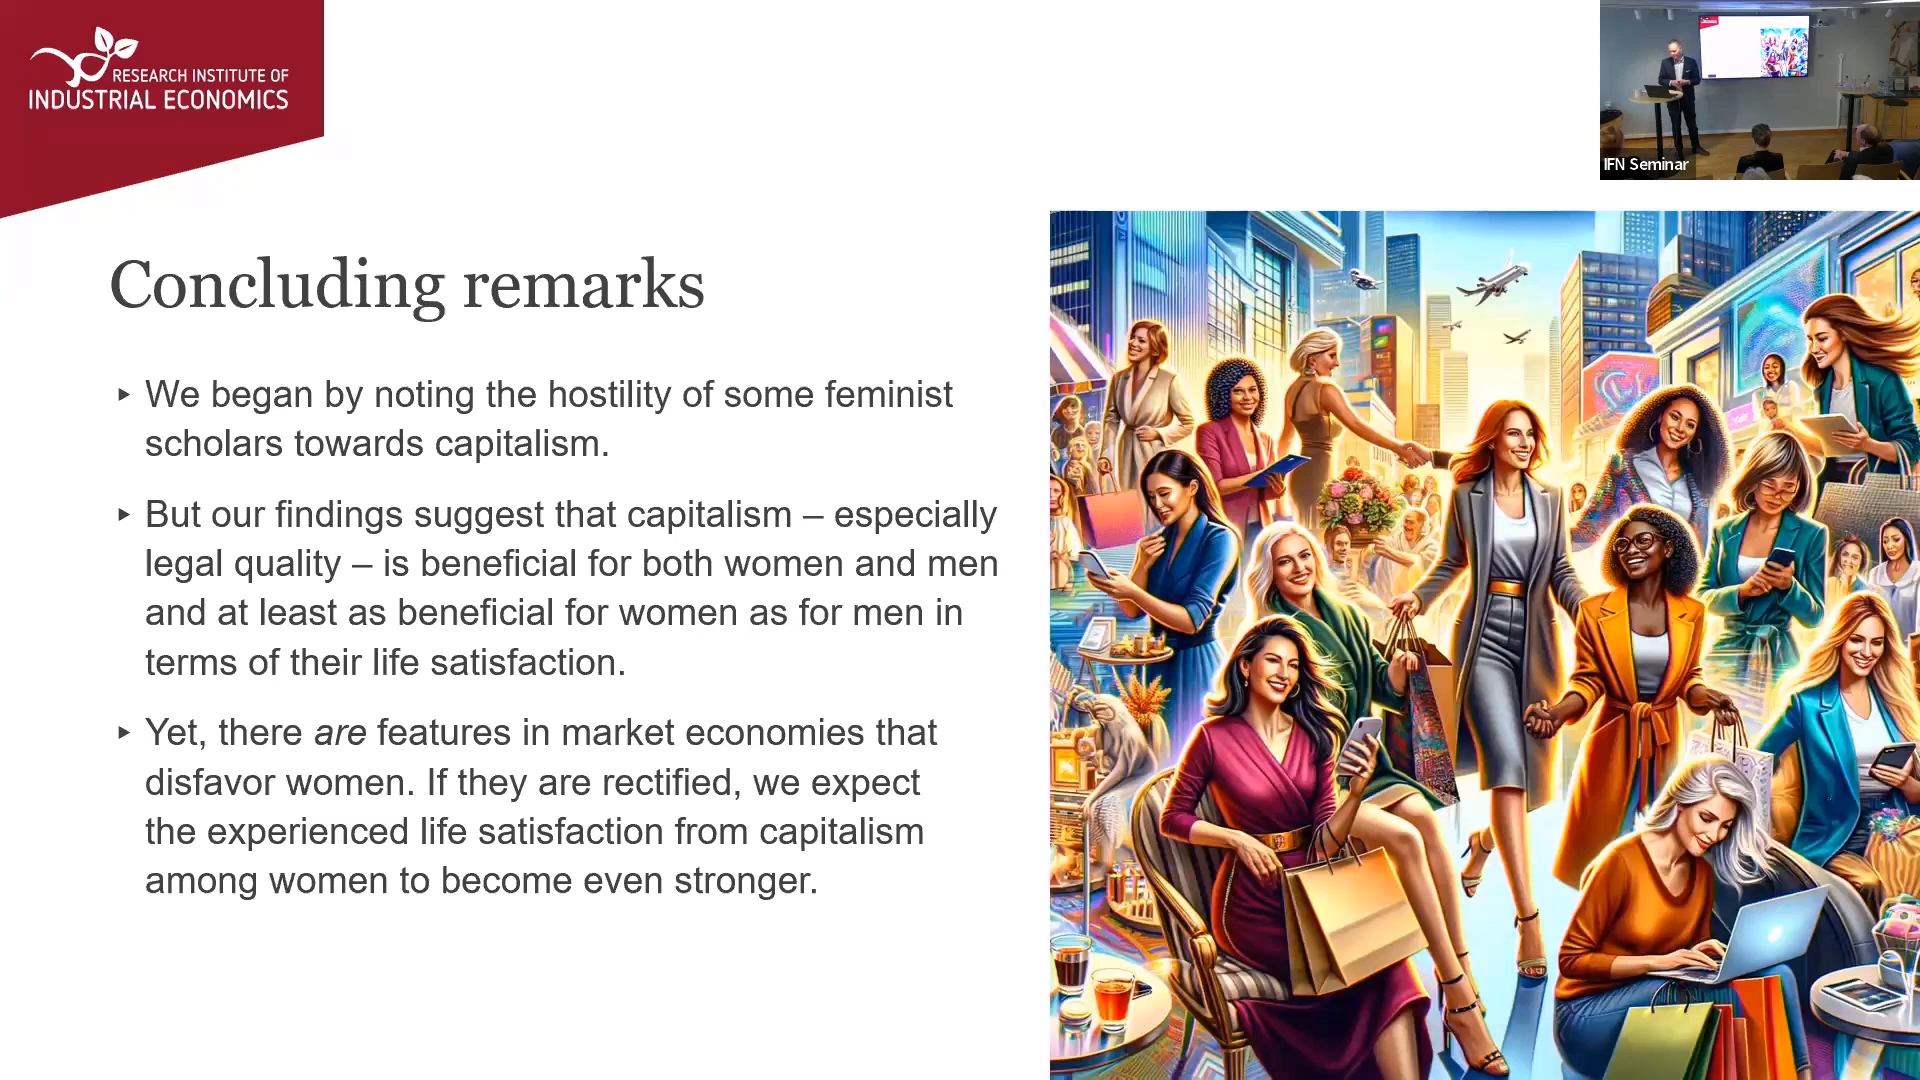 RESEARCH INSTITUTE OF
INDUSTRIAL ECONOMICS
IFN Seminar
Concluding remarks
‣ We began by noting the hostility of some feminist
scholars towards capitalism.
‣ But our findings suggest that capitalism – especially
legal quality – is beneficial for both women and men
and at least as beneficial for women as for men in
terms of their life satisfaction.
‣ Yet, there are features in market economies that
disfavor women. If they are rectified, we expect
the experienced life satisfaction from capitalism
among women to become even stronger.